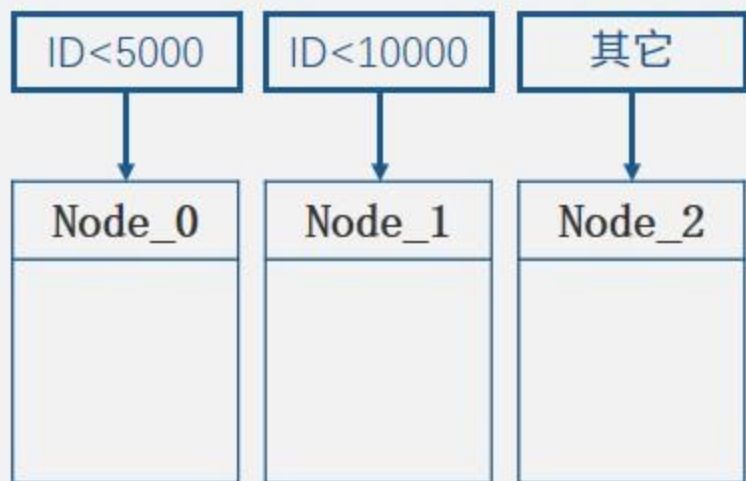 ID<5000
ID<10000
其它
Node_0
Node_1
Node_2